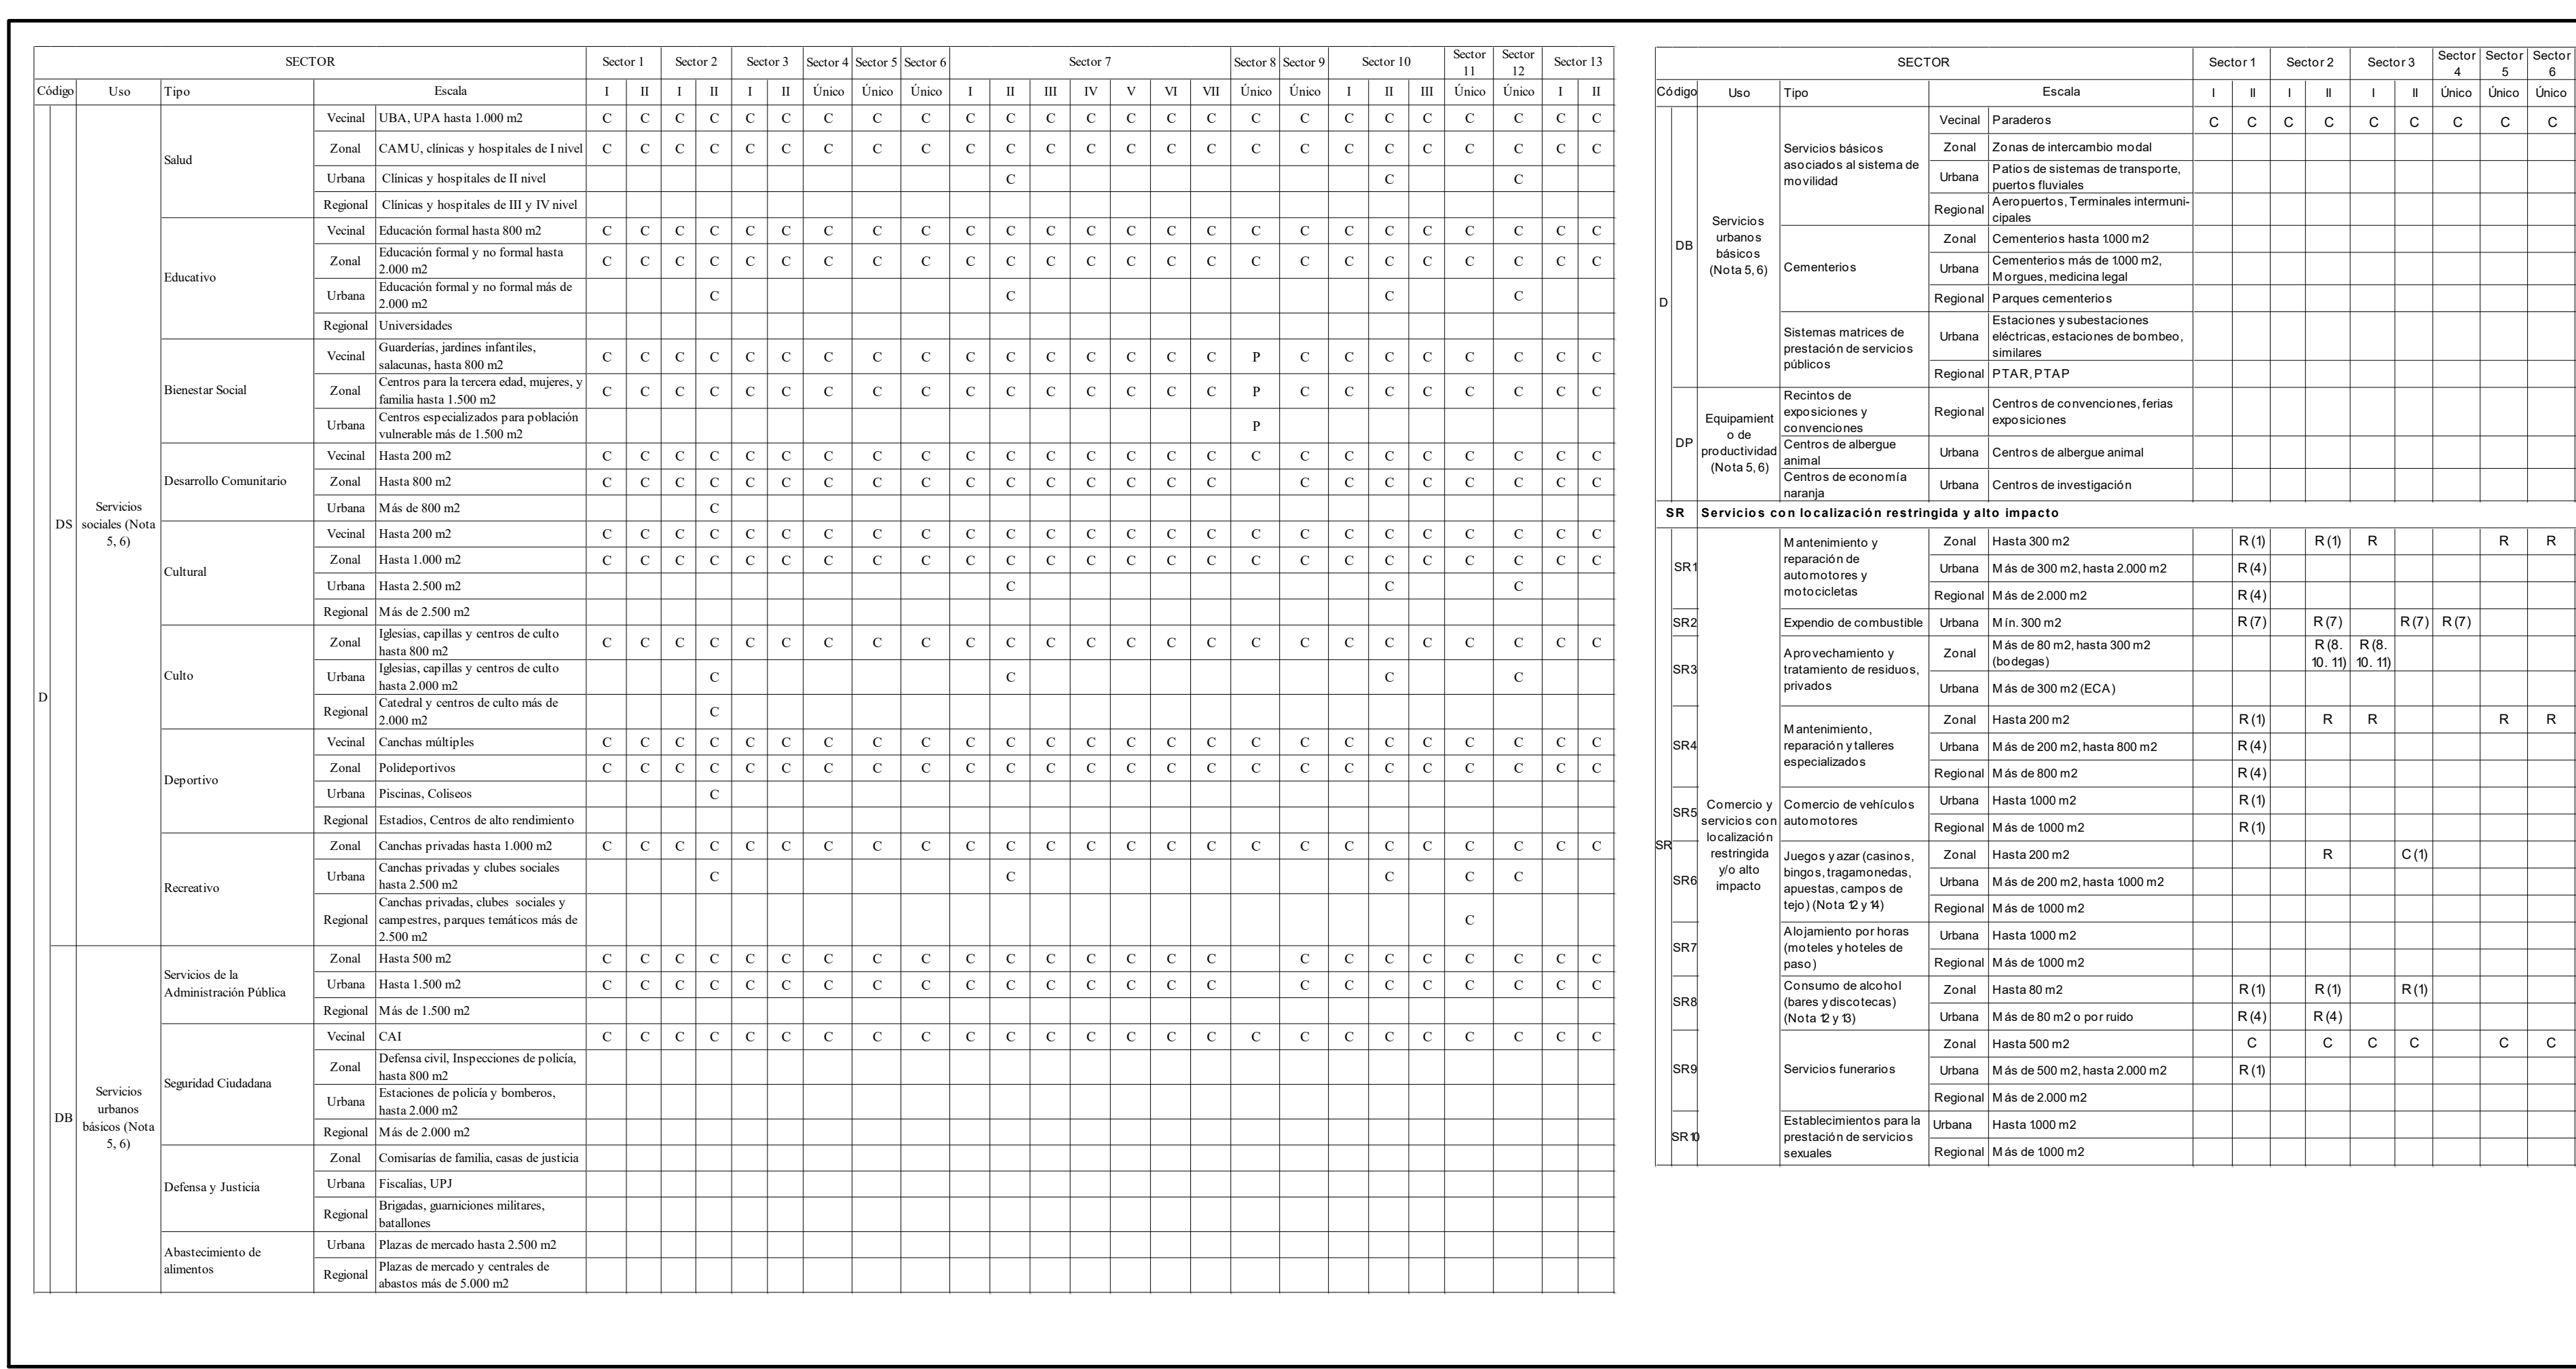 SECTOR Sector 1 Sector 2 Sector 3 Sector 4 Sector 5 Sector 6 Sector 7 Sector 8 Sector 9 Sector 10 Sector 11 Sector 12 Sector 13
Código Uso Tipo Escala I II I II I II Único Único Único I II III IV V VI VII Único Único I II III Único Único I II
D
DS Servicios sociales (Nota 5, 6)
Salud
Vecinal UBA, UPA hasta 1.000 m2 C C C C C C C C C C C C C C C C C C C C C C C C C
Zonal CAMU, clínicas y hospitales de I nivel C C C C C C C C C C C C C C C C C C C C C C C C C
Urbana Clínicas y hospitales de II nivel C C C
Regional Clínicas y hospitales de III y IV nivel
Educativo
Vecinal Educación formal hasta 800 m2 C C C C C C C C C C C C C C C C C C C C C C C C C
Zonal Educación formal y no formal hasta 2.000 m2 C C C C C C C C C C C C C C C C C C C C C C C C C
Urbana Educación formal y no formal más de 2.000 m2 C C C C
Regional Universidades
Bienestar Social
Vecinal Guarderías, jardines infantiles, salacunas, hasta 800 m2 C C C C C C C C C C C C C C C C P C C C C C C C C
Zonal Centros para la tercera edad, mujeres, y familia hasta 1.500 m2 C C C C C C C C C C C C C C C C P C C C C C C C C
Urbana Centros especializados para población vulnerable más de 1.500 m2 P
Desarrollo Comunitario
Vecinal Hasta 200 m2 C C C C C C C C C C C C C C C C C C C C C C C C C
Zonal Hasta 800 m2 C C C C C C C C C C C C C C C C C C C C C C C C
Urbana Más de 800 m2 C
Cultural
Vecinal Hasta 200 m2 C C C C C C C C C C C C C C C C C C C C C C C C C
Zonal Hasta 1.000 m2 C C C C C C C C C C C C C C C C C C C C C C C C C
Urbana Hasta 2.500 m2 C C C
Regional Más de 2.500 m2
Culto
Zonal Iglesias, capillas y centros de culto hasta 800 m2 C C C C C C C C C C C C C C C C C C C C C C C C C
Urbana Iglesias, capillas y centros de culto hasta 2.000 m2 C C C C
Regional Catedral y centros de culto más de 2.000 m2 C
Deportivo
Vecinal Canchas múltiples C C C C C C C C C C C C C C C C C C C C C C C C C
Zonal Polideportivos C C C C C C C C C C C C C C C C C C C C C C C C C
Urbana Piscinas, Coliseos C
Regional Estadios, Centros de alto rendimiento
Recreativo
Zonal Canchas privadas hasta 1.000 m2 C C C C C C C C C C C C C C C C C C C C C C C C C
Urbana Canchas privadas y clubes sociales hasta 2.500 m2 C C C C C
Regional Canchas privadas, clubes sociales y campestres, parques temáticos más de 2.500 m2 C
DB Servicios urbanos básicos (Nota 5, 6)
Servicios de la Administración Pública
Zonal Hasta 500 m2 C C C C C C C C C C C C C C C C C C C C C C C C
Urbana Hasta 1.500 m2 C C C C C C C C C C C C C C C C C C C C C C C C
Regional Más de 1.500 m2
Seguridad Ciudadana
Vecinal CAI C C C C C C C C C C C C C C C C C C C C C C C C C
Zonal Defensa civil, Inspecciones de policía, hasta 800 m2
Urbana Estaciones de policía y bomberos, hasta 2.000 m2
Regional Más de 2.000 m2
Defensa y Justicia
Zonal Comisarías de familia, casas de justicia
Urbana Fiscalías, UPJ
Regional Brigadas, guarniciones militares, batallones
Abastecimiento de alimentos
Urbana Plazas de mercado hasta 2.500 m2
Regional Plazas de mercado y centrales de abastos más de 5.000 m2
SECTOR Sector 1 Sector 2 Sector 3 Sector 4 Sector 5 Sector 6
Código Uso Tipo Escala I II I II I II Único Único Único
D
DB Servicios urbanos básicos (Nota 5, 6)
Servicios básicos asociados al sistema de movilidad
Vecinal Paraderos C C C C C C C C C
Zonal Zonas de intercambio modal
Urbana Patios de sistemas de transporte, puertos fluviales
Regional Aeropuertos, Terminales intermuni-cipales
Cementerios
Zonal Cementerios hasta 1000 m2
Urbana Cementerios más de 1.000 m2, Morgues, medicina legal
Regional Parques cementerios
Sistemas matrices de prestación de servicios públicos
Urbana Estaciones y subestaciones eléctricas, estaciones de bombeo, similares
Regional PTAR, PTAP
DP Equipamient o de productividad (Nota 5, 6)
Recintos de exposiciones y convenciones
Regional Centros de convenciones, ferias exposiciones
Centros de albergue animal
Urbana Centros de albergue animal
Centros de economía naranja
Urbana Centros de investigación
SR Servicios con localización restringida y alto impacto
SR Comercio y servicios con localización restringida y/o alto impacto
SR1 Mantenimiento y reparación de automotores y motocicletas
Zonal Hasta 300 m2 R (1) R (1) R R R
Urbana Más de 300 m2, hasta 2.000 m2 R (4)
Regional Más de 2.000 m2 R (4)
SR2 Expendio de combustible Urbana Mín. 300 m2 R (7) R (7) R (7) R (7)
SR3 Aprovechamiento y tratamiento de residuos, privados
Zonal Más de 80 m2, hasta 300 m2 (bodegas) R (8. 10. 11) R (8. 10. 11)
Urbana Más de 300 m2 (ECA)
SR4 Mantenimiento, reparación y talleres especializados
Zonal Hasta 200 m2 R (1) R R R R
Urbana Más de 200 m2, hasta 800 m2 R (4)
Regional Más de 800 m2 R (4)
SR5 Comercio de vehículos automotores
Urbana Hasta 1000 m2 R (1)
Regional Más de 1000 m2 R (1)
SR6 Juegos y azar (casinos, bingos, tragamonedas, apuestas, campos de tejo) (Nota 12 y 14)
Zonal Hasta 200 m2 R C (1)
Urbana Más de 200 m2, hasta 1000 m2
Regional Más de 1000 m2
SR7 Alojamiento por horas (moteles y hoteles de paso)
Urbana Hasta 1000 m2
Regional Más de 1000 m2
SR8 Consumo de alcohol (bares y discotecas) (Nota 12 y 13)
Zonal Hasta 80 m2 R (1) R (1) R (1)
Urbana Más de 80 m2 o por ruido R (4) R (4)
SR9 Servicios funerarios
Zonal Hasta 500 m2 C C C C C C
Urbana Más de 500 m2, hasta 2.000 m2 R (1)
Regional Más de 2.000 m2
SR10 Establecimientos para la prestación de servicios sexuales
Urbana Hasta 1000 m2
Regional Más de 1000 m2